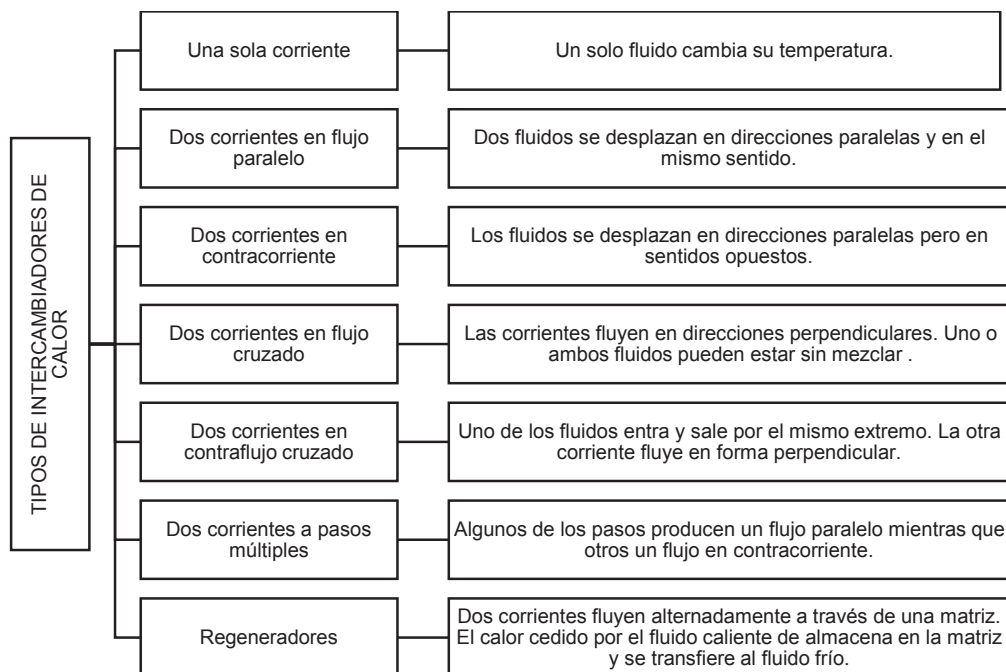 TIPOS DE INTERCAMBIADORES DE
CALOR
Una sola corriente
Un solo fluido cambia su temperatura.
Dos corrientes en flujo
paralelo
Dos fluidos se desplazan en direcciones paralelas y en el
mismo sentido.
Dos corrientes en
contracorriente
Los fluidos se desplazan en direcciones paralelas pero en
sentidos opuestos.
Dos corrientes en flujo
cruzado
Las corrientes fluyen en direcciones perpendiculares. Uno o
ambos fluidos pueden estar sin mezclar .
Dos corrientes en
contraflujo cruzado
Uno de los fluidos entra y sale por el mismo extremo. La otra
corriente fluye en forma perpendicular.
Dos corrientes a pasos
múltiples
Algunos de los pasos producen un flujo paralelo mientras que
otros un flujo en contracorriente.
Regeneradores
Dos corrientes fluyen alternadamente a través de una matriz.
El calor cedido por el fluido caliente de almacena en la matriz
y se transfiere al fluido frío.